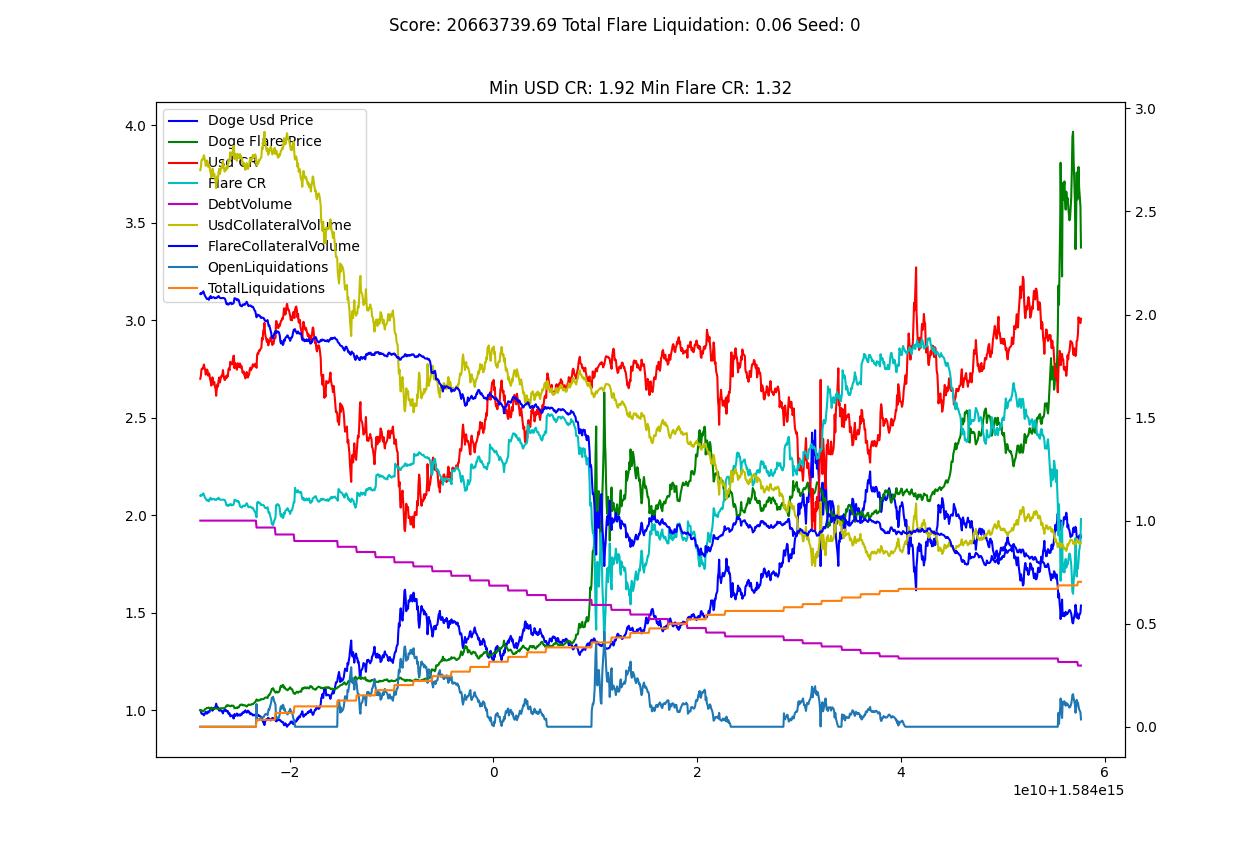 Score: 20663739.69 Total Flare Liquidation: 0.06 Seed: 0
Min USD CR: 1.92 Min Flare CR: 1.32
Doge Usd Price
Doge Flare Price
Usd CR
Flare CR
DebtVolume
UsdCollateralVolume
FlareCollateralVolume
OpenLiquidations
TotalLiquidations
4.0
3.5
3.0
2.5
2.0
1.5
1.0
3.0
2.5
2.0
1.5
1.0
0.5
0.0
−2 0 2 4 6
1e10+1.584e15